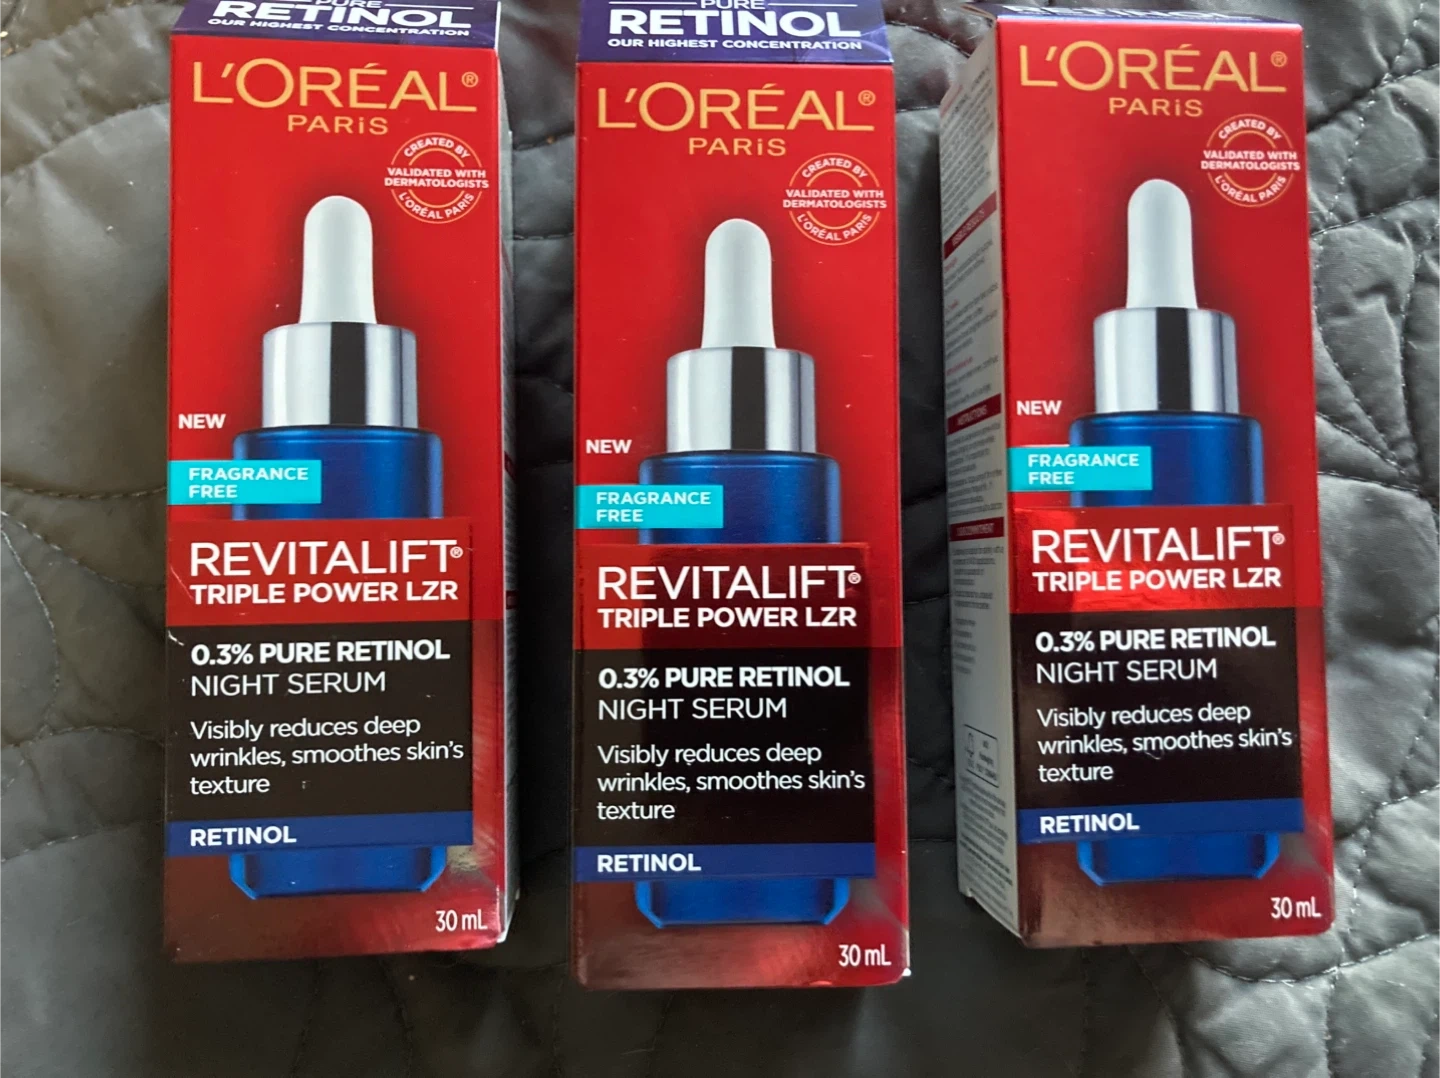 PURE
RETINOL
OUR HIGHEST CONCENTRATION
L'ORÉAL®
PARiS
CREATED BY
VALIDATED WITH
DERMATOLOGISTS
L'ORÉAL PARIS
NEW
FRAGRANCE
FREE
REVITALIFT®
TRIPLE POWER LZR
0.3% PURE RETINOL
NIGHT SERUM
Visibly reduces deep
wrinkles, smoothes skin's
texture
RETINOL
30 mL
PURE
RETINOL
OUR HIGHEST CONCENTRATION
L'ORÉAL®
PARiS
CREATED BY
VALIDATED WITH
DERMATOLOGISTS
L'ORÉAL PARIS
NEW
FRAGRANCE
FREE
REVITALIFT®
TRIPLE POWER LZR
0.3% PURE RETINOL
NIGHT SERUM
Visibly reduces deep
wrinkles, smoothes skin's
texture
RETINOL
30 mL
L'ORÉAL®
PARiS
CREATED BY
VALIDATED WITH
DERMATOLOGISTS
L'ORÉAL PARIS
NEW
FRAGRANCE
FREE
REVITALIFT®
TRIPLE POWER LZR
0.3% PURE RETINOL
NIGHT SERUM
Visibly reduces deep
wrinkles, smoothes skin's
texture
RETINOL
30 mL
INSTRUCTIONS